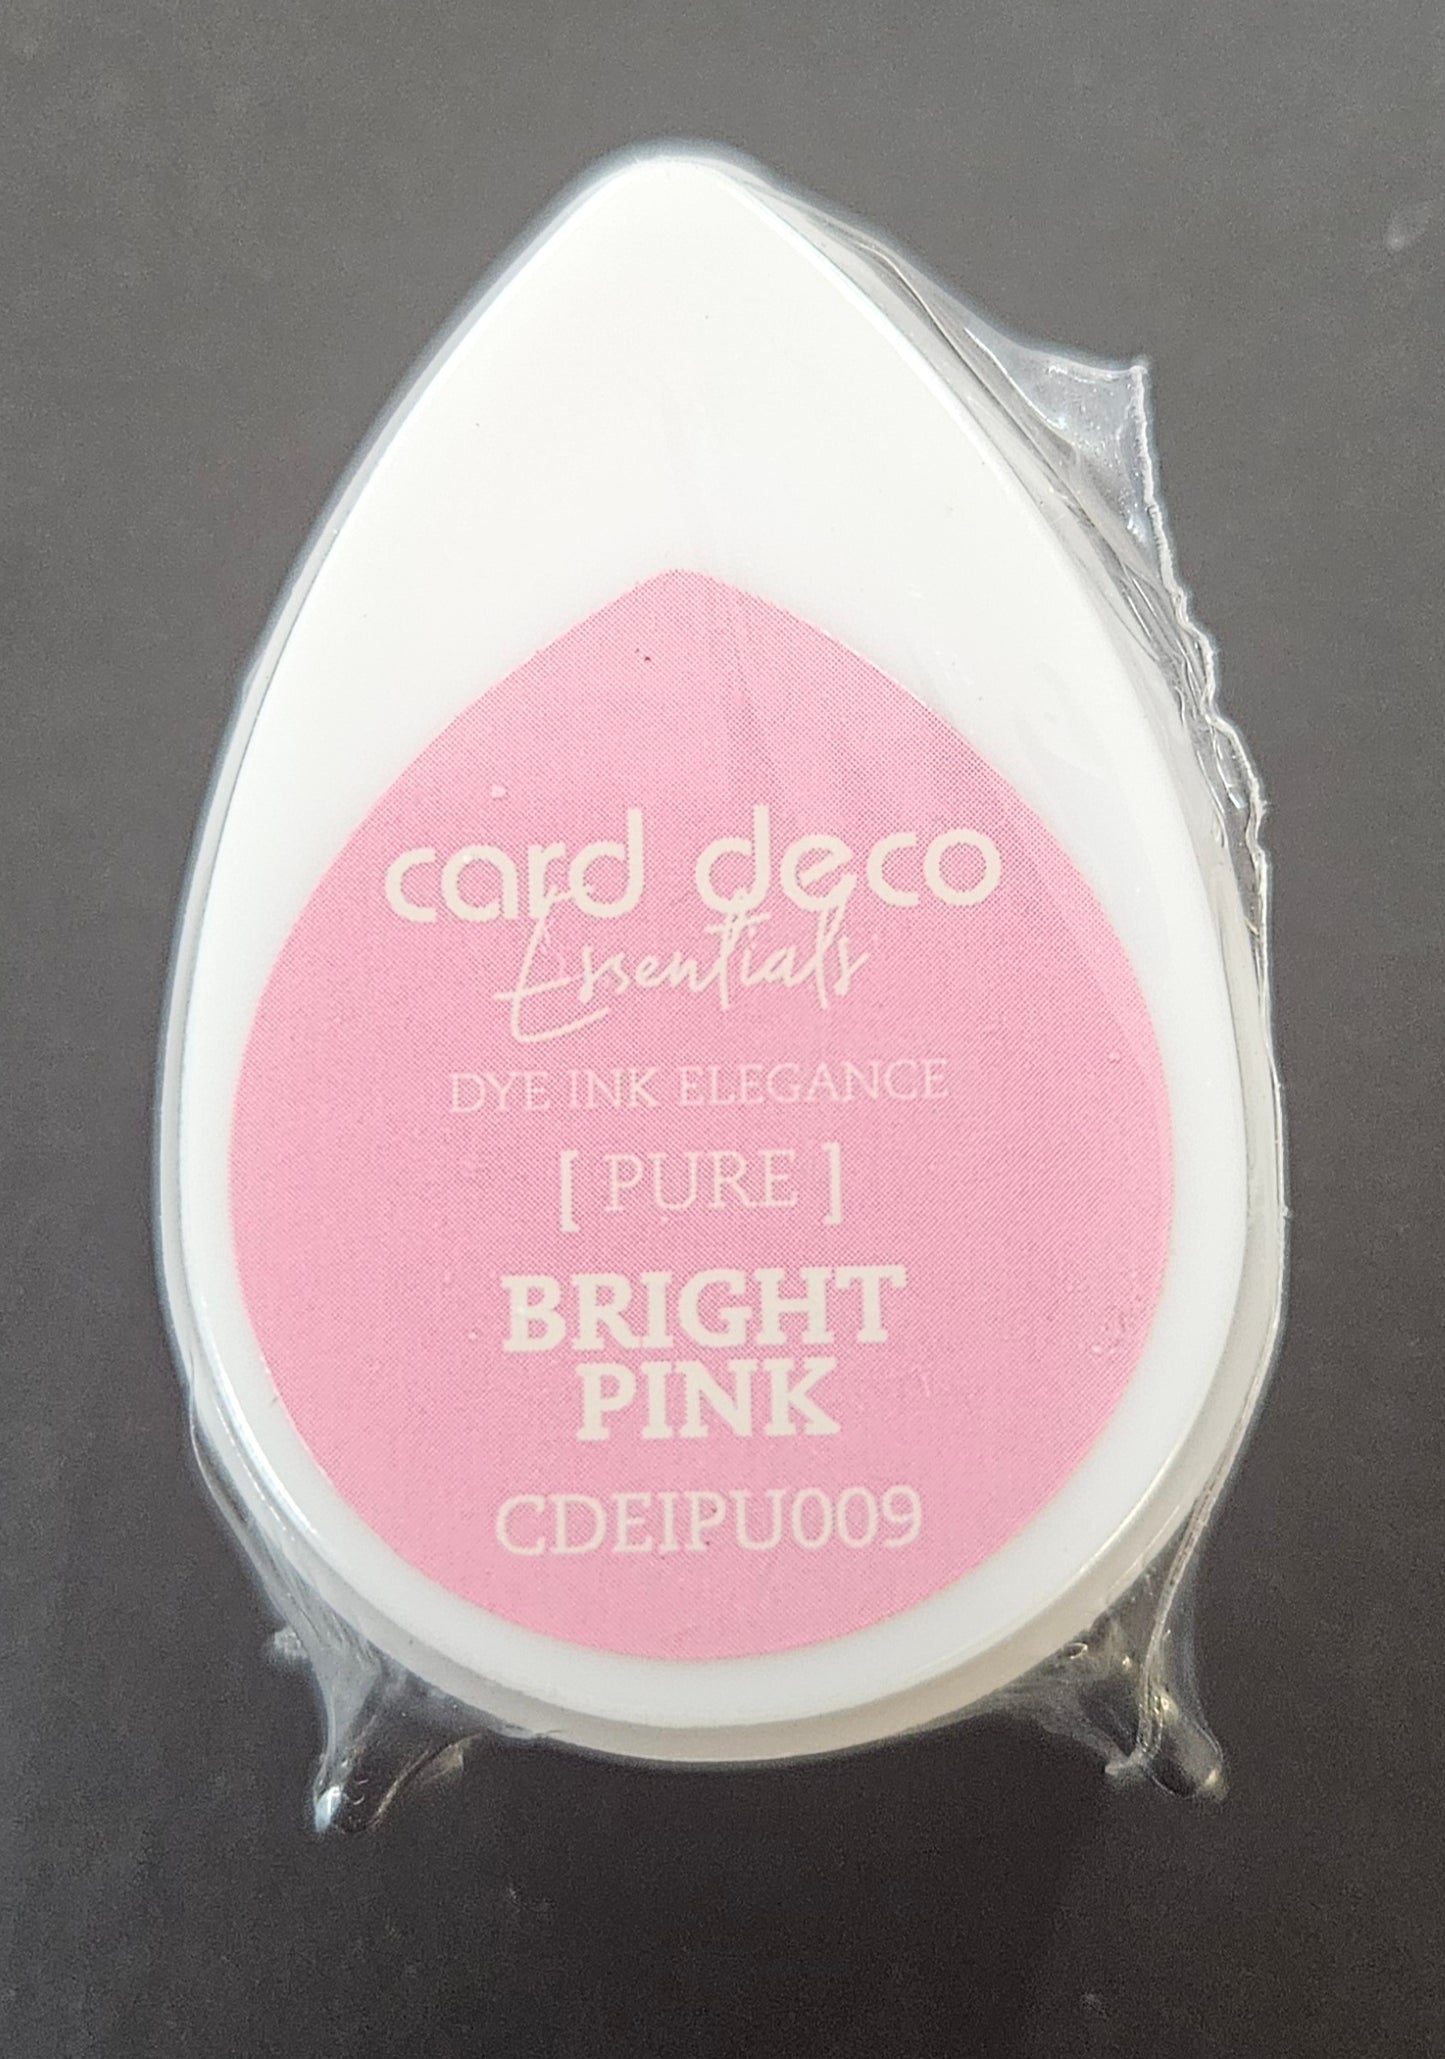 card deco
Essentials
DYE INK ELEGANCE
[ PURE ]
BRIGHT
PINK
CDEIPU009